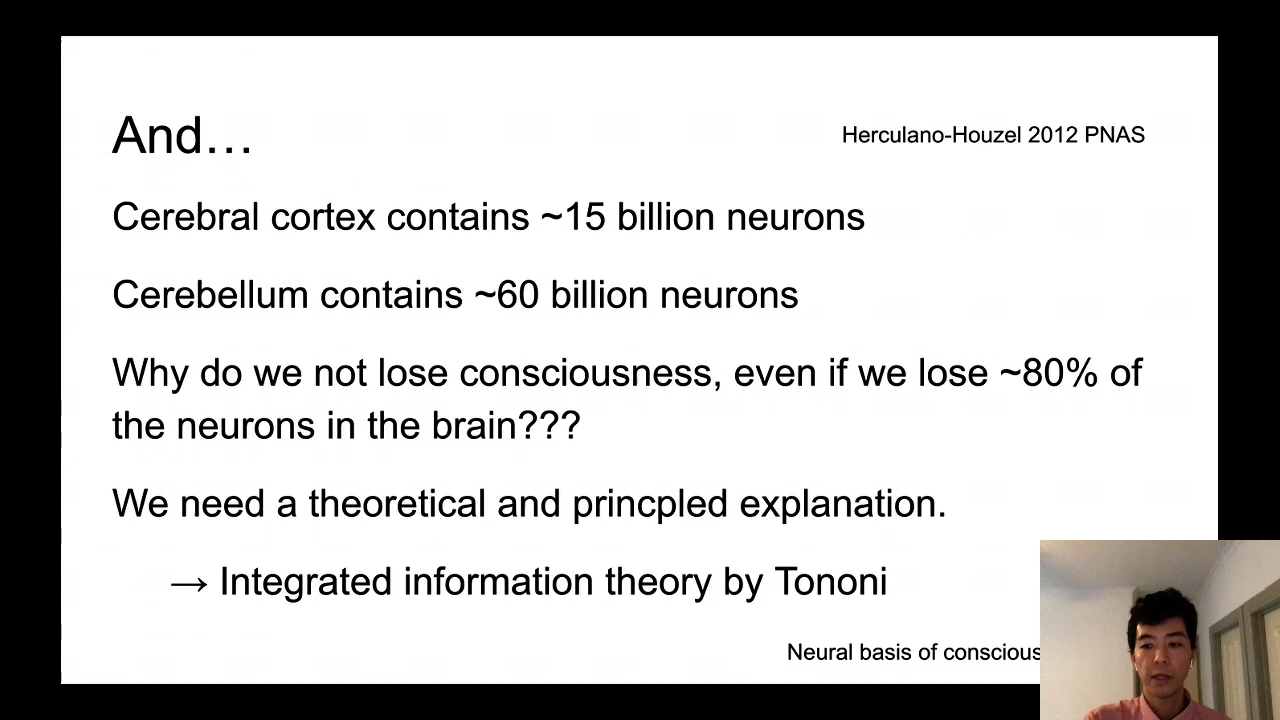 And…
Herculano-Houzel 2012 PNAS
Cerebral cortex contains ~15 billion neurons
Cerebellum contains ~60 billion neurons
Why do we not lose consciousness, even if we lose ~80% of
the neurons in the brain???
We need a theoretical and princpled explanation.
→ Integrated information theory by Tononi
Neural basis of conscious